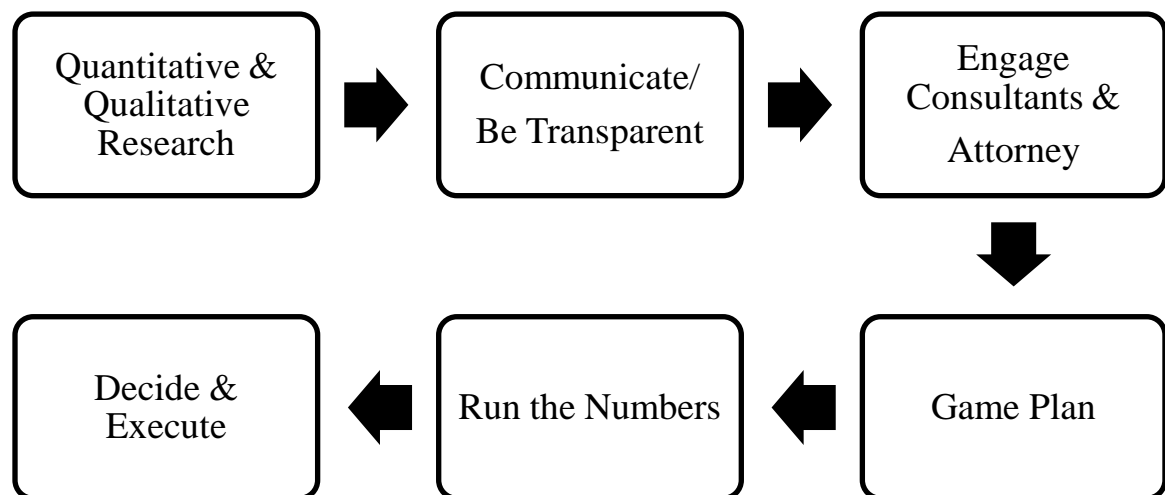 Quantitative &
Qualitative
Research
Communicate/
Be Transparent
Engage
Consultants &
Attorney
Game Plan
Run the Numbers
Decide &
Execute